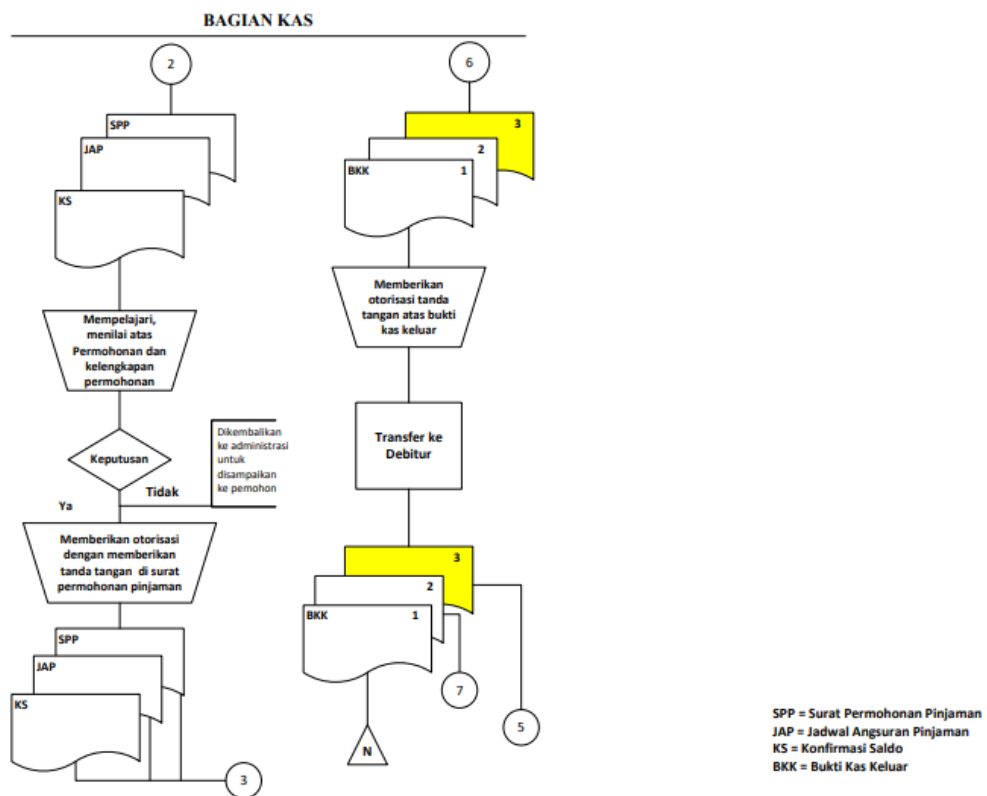 BAGIAN KAS
2
SPP
JAP
KS
Mempelajari,
menilai atas
Permohonan dan
kelengkapan
permohonan
Keputusan
Dikembalikan
ke administrasi
untuk
disampaikan
ke pemohon
Tidak
Ya
Memberikan otorisasi
dengan memberikan
tanda tangan di surat
permohonan pinjaman
SPP
JAP
KS
3
6
3
2
BKK 1
Memberikan
otorisasi tanda
tangan atas bukti
kas keluar
Transfer ke
Debitur
3
2
BKK 1
7
5
N
SPP = Surat Permohonan Pinjaman
JAP = Jadwal Angsuran Pinjaman
KS = Konfirmasi Saldo
BKK = Bukti Kas Keluar